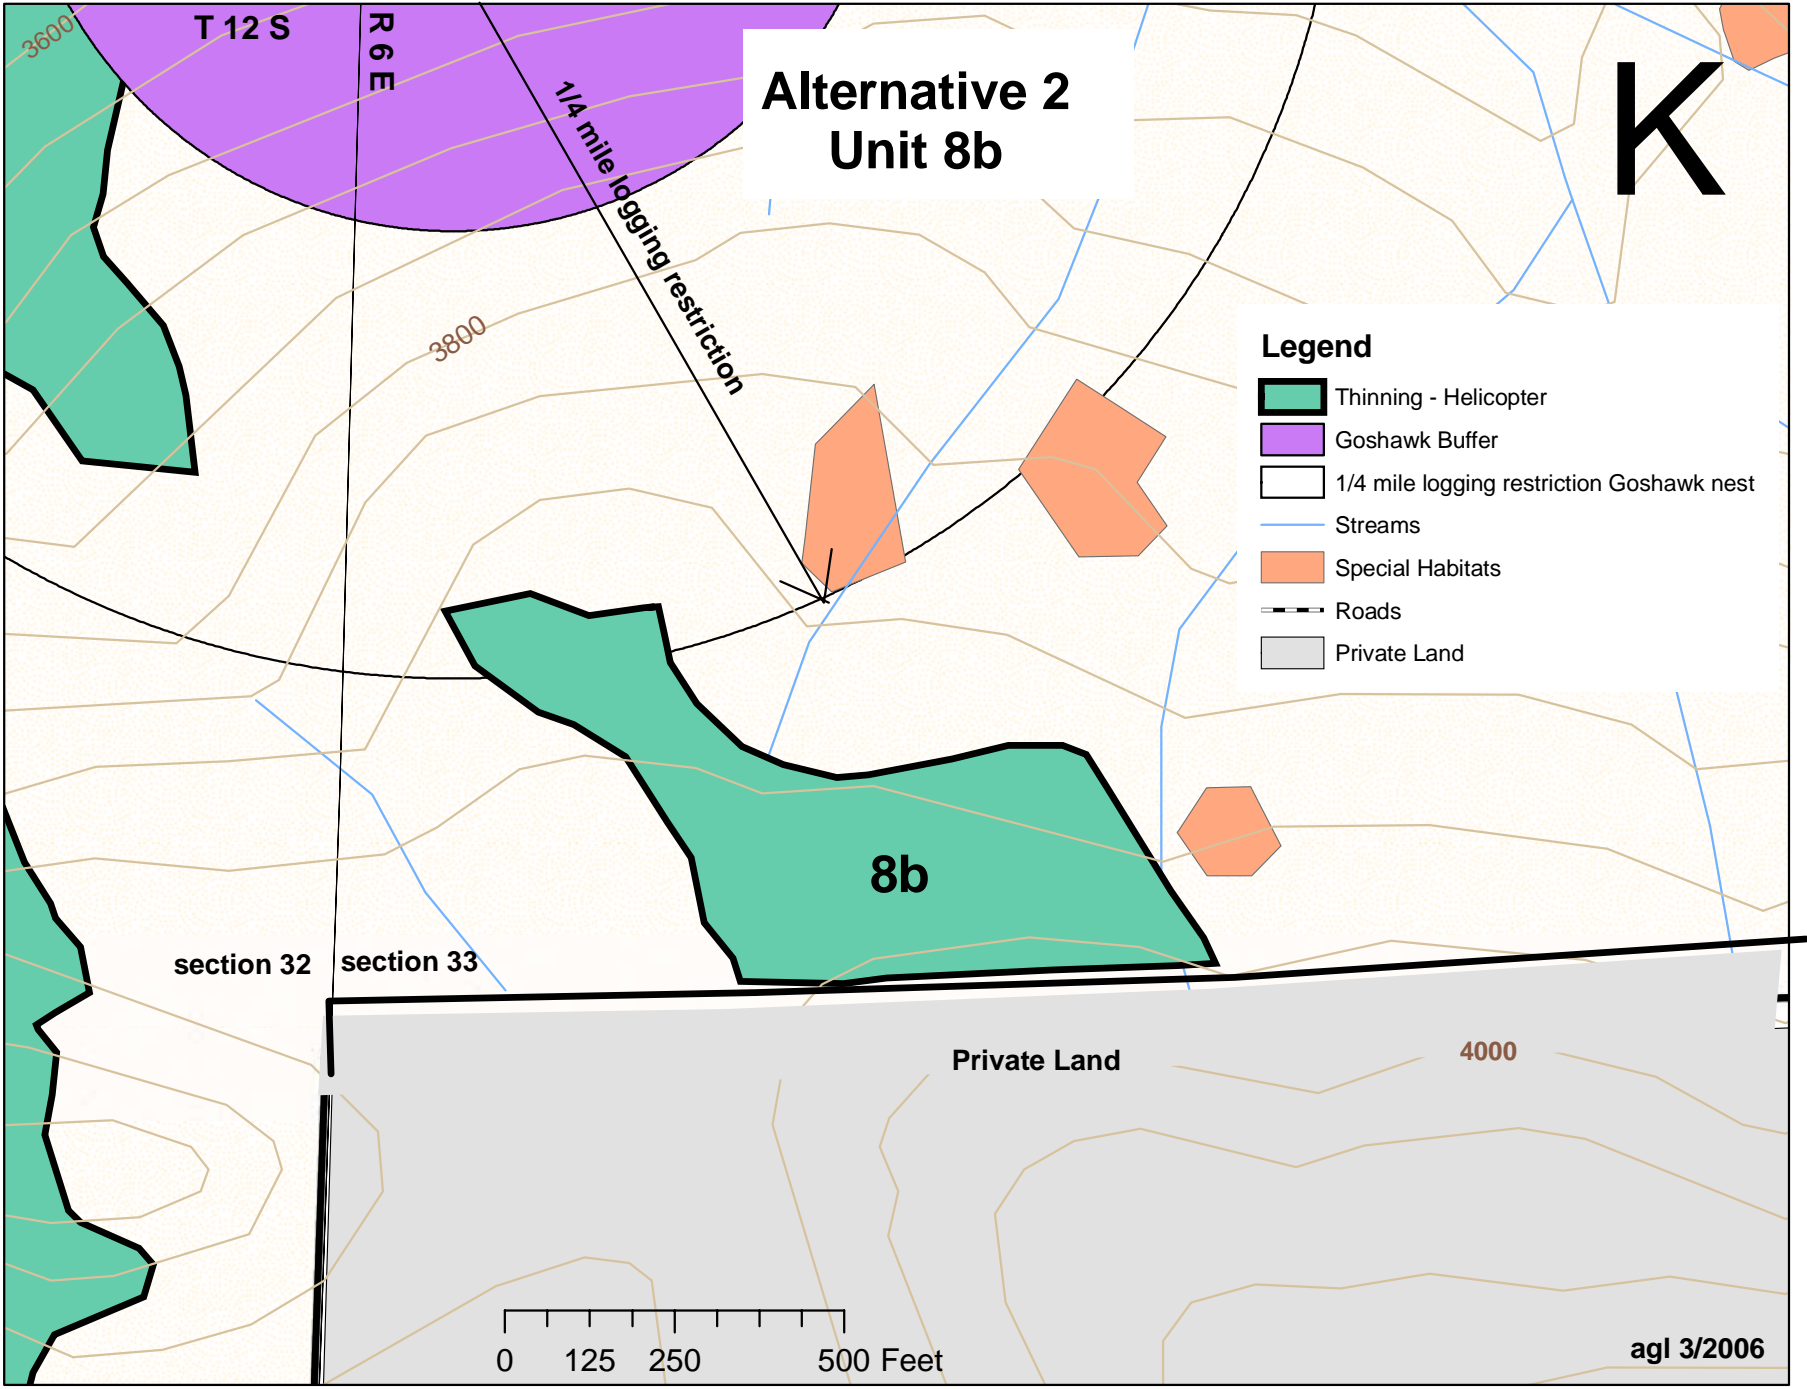 3600
T 12 S
R 6 E
Alternative 2
Unit 8b
K
1/4 mile logging restriction
3800
Legend
Thinning - Helicopter
Goshawk Buffer
1/4 mile logging restriction Goshawk nest
Streams
Special Habitats
Roads
Private Land
8b
section 32
section 33
Private Land
4000
0 125 250 500 Feet
agl 3/2006